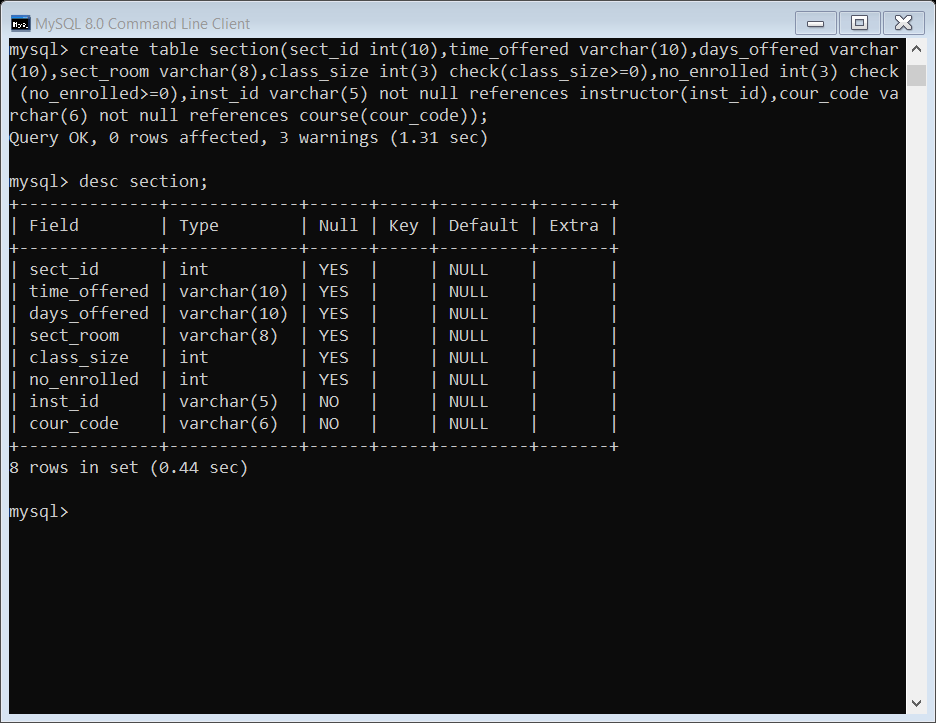 MySQL 8.0 Command Line Client
mysql> create table section(sect_id int(10),time_offered varchar(10),days_offered varchar
(10),sect_room varchar(8),class_size int(3) check(class_size>=0),no_enrolled int(3) check
 (no_enrolled>=0),inst_id varchar(5) not null references instructor(inst_id),cour_code va
rchar(6) not null references course(cour_code));
Query OK, 0 rows affected, 3 warnings (1.31 sec)

mysql> desc section;
+--------------+-------------+------+-----+---------+-------+
| Field        | Type        | Null | Key | Default | Extra |
+--------------+-------------+------+-----+---------+-------+
| sect_id      | int         | YES  |     | NULL    |       |
| time_offered | varchar(10) | YES  |     | NULL    |       |
| days_offered | varchar(10) | YES  |     | NULL    |       |
| sect_room    | varchar(8)  | YES  |     | NULL    |       |
| class_size   | int         | YES  |     | NULL    |       |
| no_enrolled  | int         | YES  |     | NULL    |       |
| inst_id      | varchar(5)  | NO   |     | NULL    |       |
| cour_code    | varchar(6)  | NO   |     | NULL    |       |
+--------------+-------------+------+-----+---------+-------+
8 rows in set (0.44 sec)

mysql>